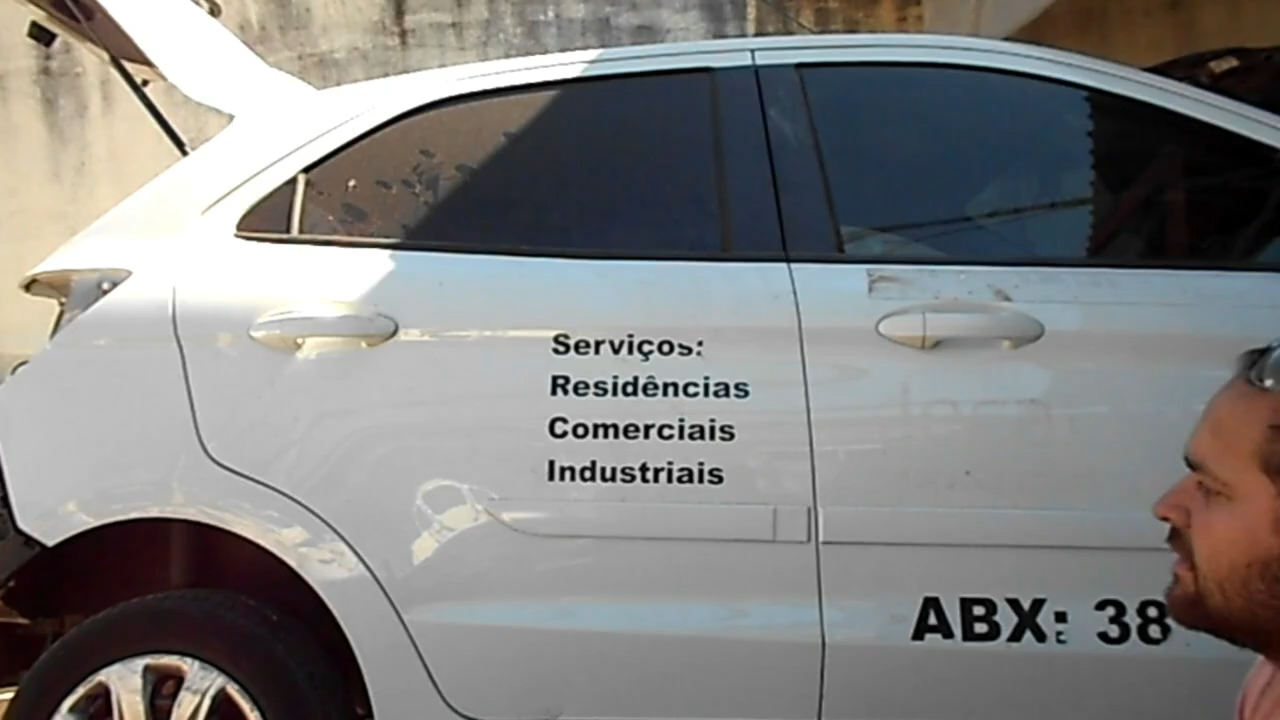 Serviços:
Residências
Comerciais
Industriais
ABX: 38